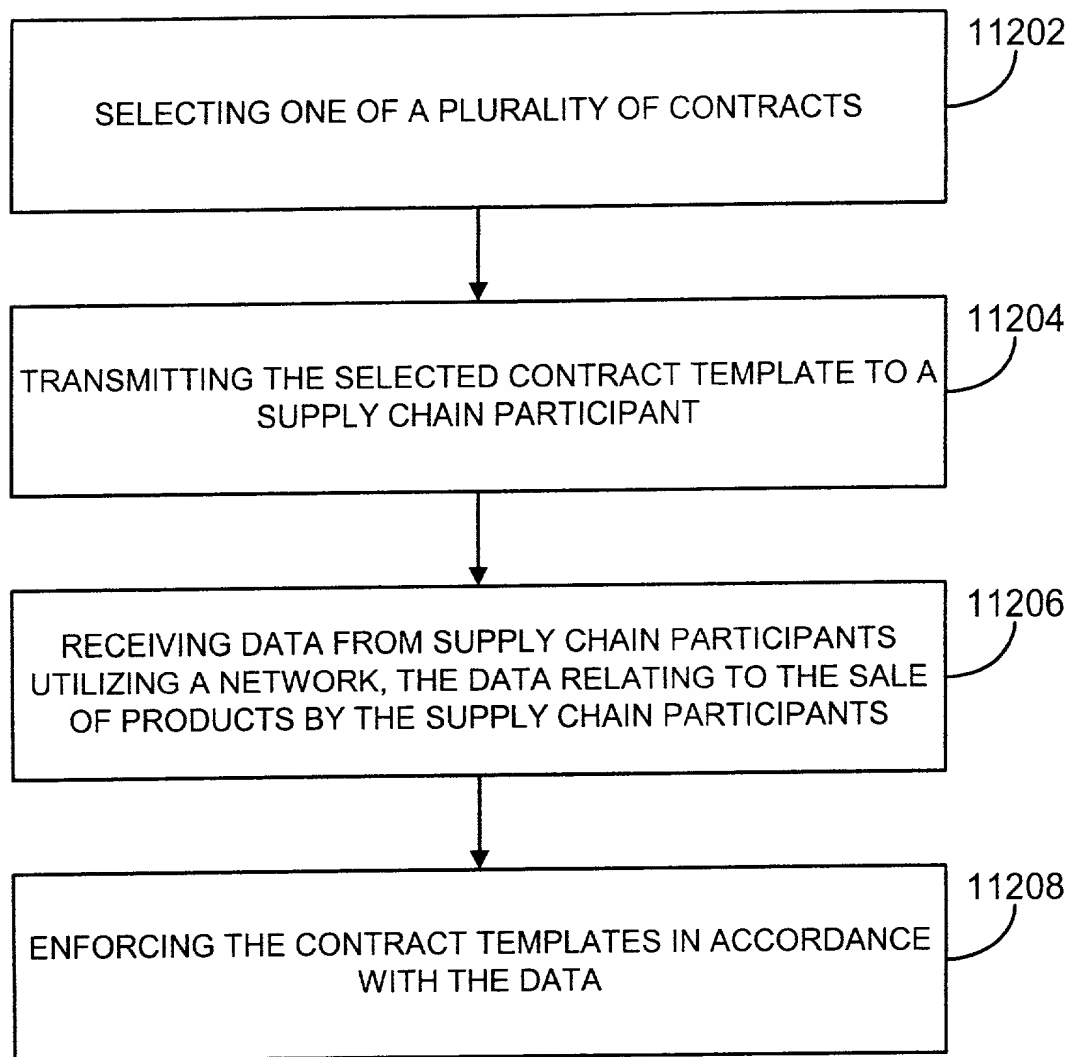 11202
SELECTING ONE OF A PLURALITY OF CONTRACTS
11204
TRANSMITTING THE SELECTED CONTRACT TEMPLATE TO A
SUPPLY CHAIN PARTICIPANT
11206
RECEIVING DATA FROM SUPPLY CHAIN PARTICIPANTS
UTILIZING A NETWORK, THE DATA RELATING TO THE SALE
OF PRODUCTS BY THE SUPPLY CHAIN PARTICIPANTS
11208
ENFORCING THE CONTRACT TEMPLATES IN ACCORDANCE
WITH THE DATA